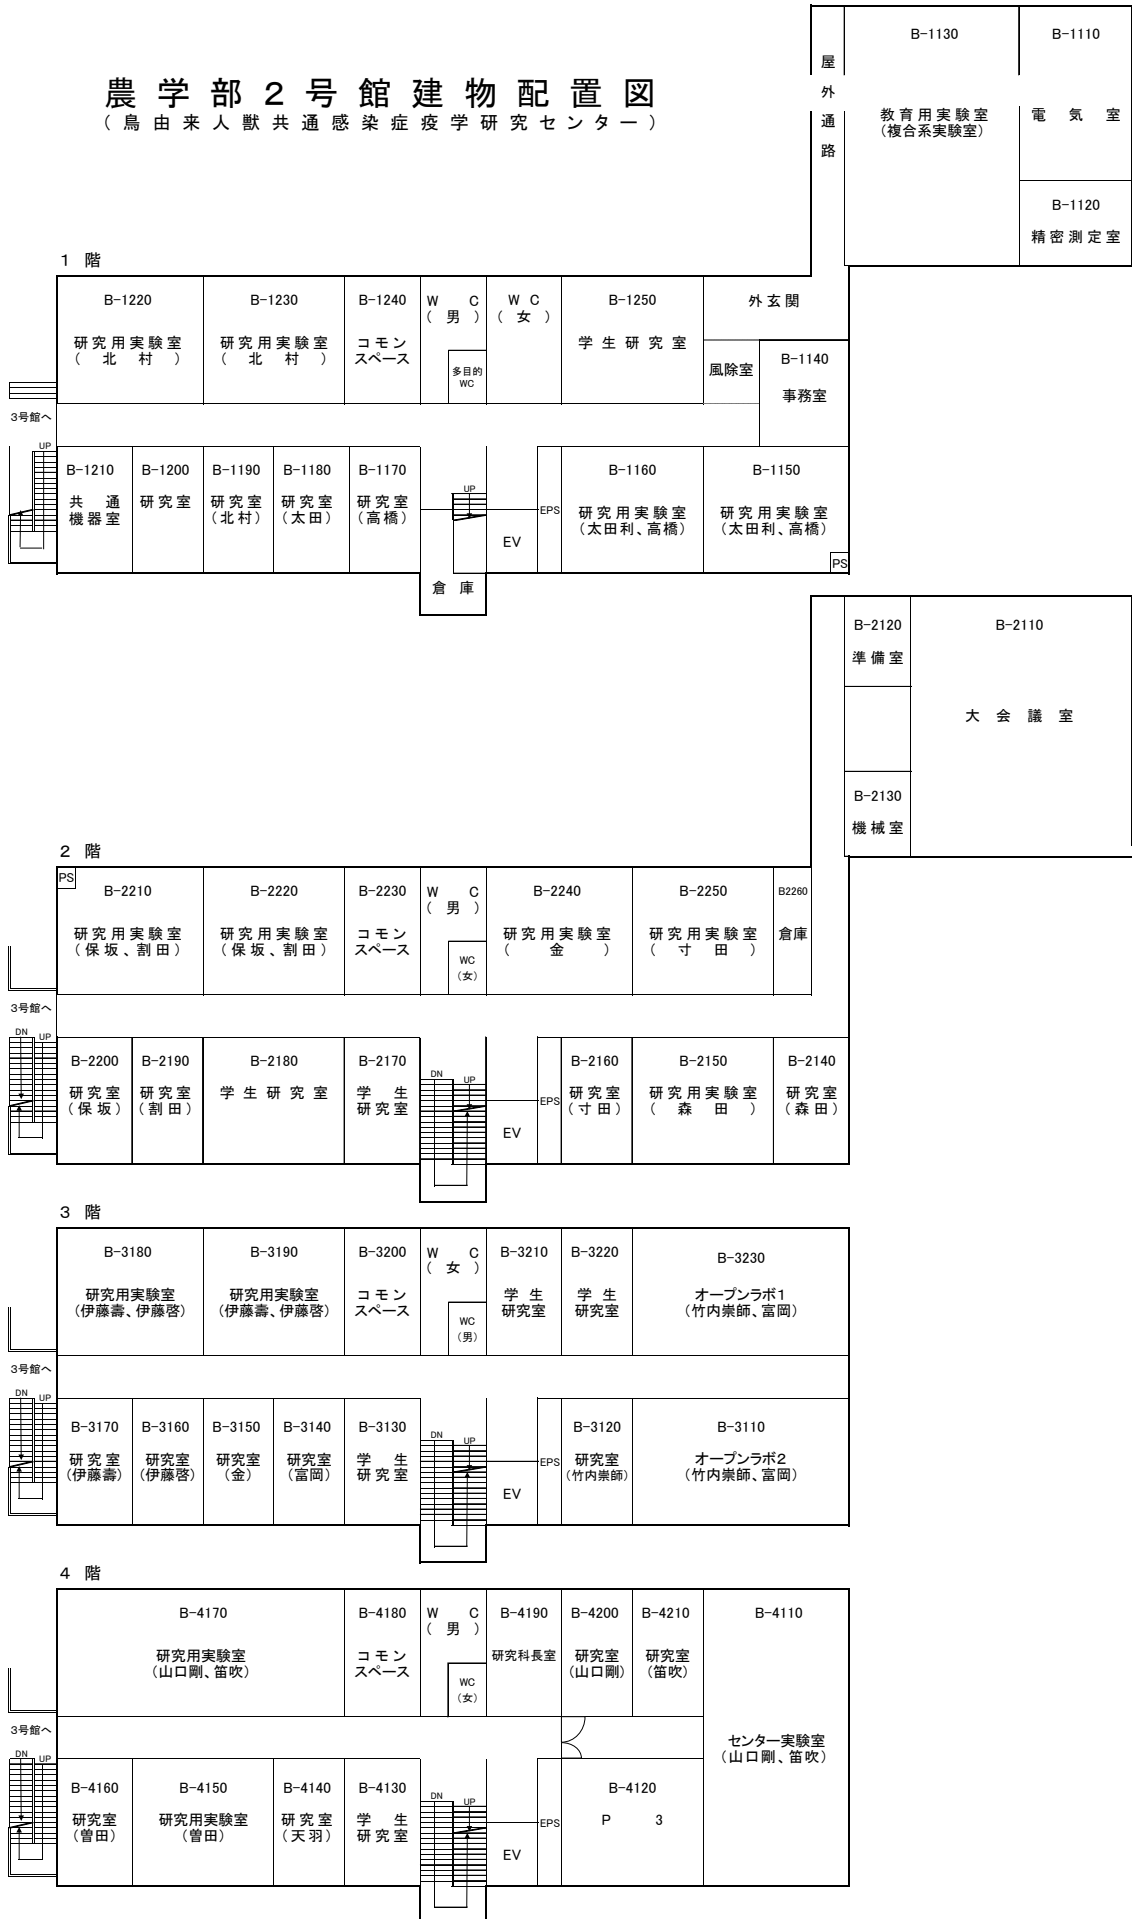 農学部２号館建物配置図
（鳥由来人獣共通感染症疫学研究センター）
B-1130
教育用実験室
（複合系実験室）
B-1110
電気室
B-1120
精密測定室
屋外通路
１階
B-1220
研究用実験室
（北村）
B-1230
研究用実験室
（北村）
B-1240
コモン
スペース
WC
（男）
多目的
WC
WC
（女）
B-1250
学生研究室
外玄関
風除室
B-1140
事務室
3号館へ
UP
B-1210
共通
機器室
B-1200
研究室
B-1190
研究室
（北村）
B-1180
研究室
（太田）
B-1170
研究室
（高橋）
UP
倉庫
EV
EPS
B-1160
研究用実験室
（太田利、高橋）
B-1150
研究用実験室
（太田利、高橋）
PS
B-2120
準備室
B-2110
大会議室
B-2130
機械室
２階
PS
B-2210
研究用実験室
（保坂、割田）
B-2220
研究用実験室
（保坂、割田）
B-2230
コモン
スペース
WC
（男）
WC
（女）
B-2240
研究用実験室
（金）
B-2250
研究用実験室
（寸田）
B2260
倉庫
3号館へ
DN
UP
B-2200
研究室
（保坂）
B-2190
研究室
（割田）
B-2180
学生研究室
B-2170
学生
研究室
DN
UP
EV
EPS
B-2160
研究室
（寸田）
B-2150
研究用実験室
（森田）
B-2140
研究室
（森田）
３階
B-3180
研究用実験室
（伊藤壽、伊藤啓）
B-3190
研究用実験室
（伊藤壽、伊藤啓）
B-3200
コモン
スペース
WC
（女）
WC
（男）
B-3210
学生
研究室
B-3220
学生
研究室
B-3230
オープンラボ1
（竹内崇師、富岡）
3号館へ
DN
UP
B-3170
研究室
（伊藤壽）
B-3160
研究室
（伊藤啓）
B-3150
研究室
（金）
B-3140
研究室
（富岡）
B-3130
学生
研究室
DN
UP
EV
EPS
B-3120
研究室
（竹内崇師）
B-3110
オープンラボ2
（竹内崇師、富岡）
４階
B-4170
研究用実験室
（山口剛、笛吹）
B-4180
コモン
スペース
WC
（男）
WC
（女）
B-4190
研究科長室
B-4200
研究室
（山口剛）
B-4210
研究室
（笛吹）
B-4110
センター実験室
（山口剛、笛吹）
3号館へ
DN
UP
B-4160
研究室
（曽田）
B-4150
研究用実験室
（曽田）
B-4140
研究室
（天羽）
B-4130
学生
研究室
DN
UP
EV
EPS
B-4120
P3